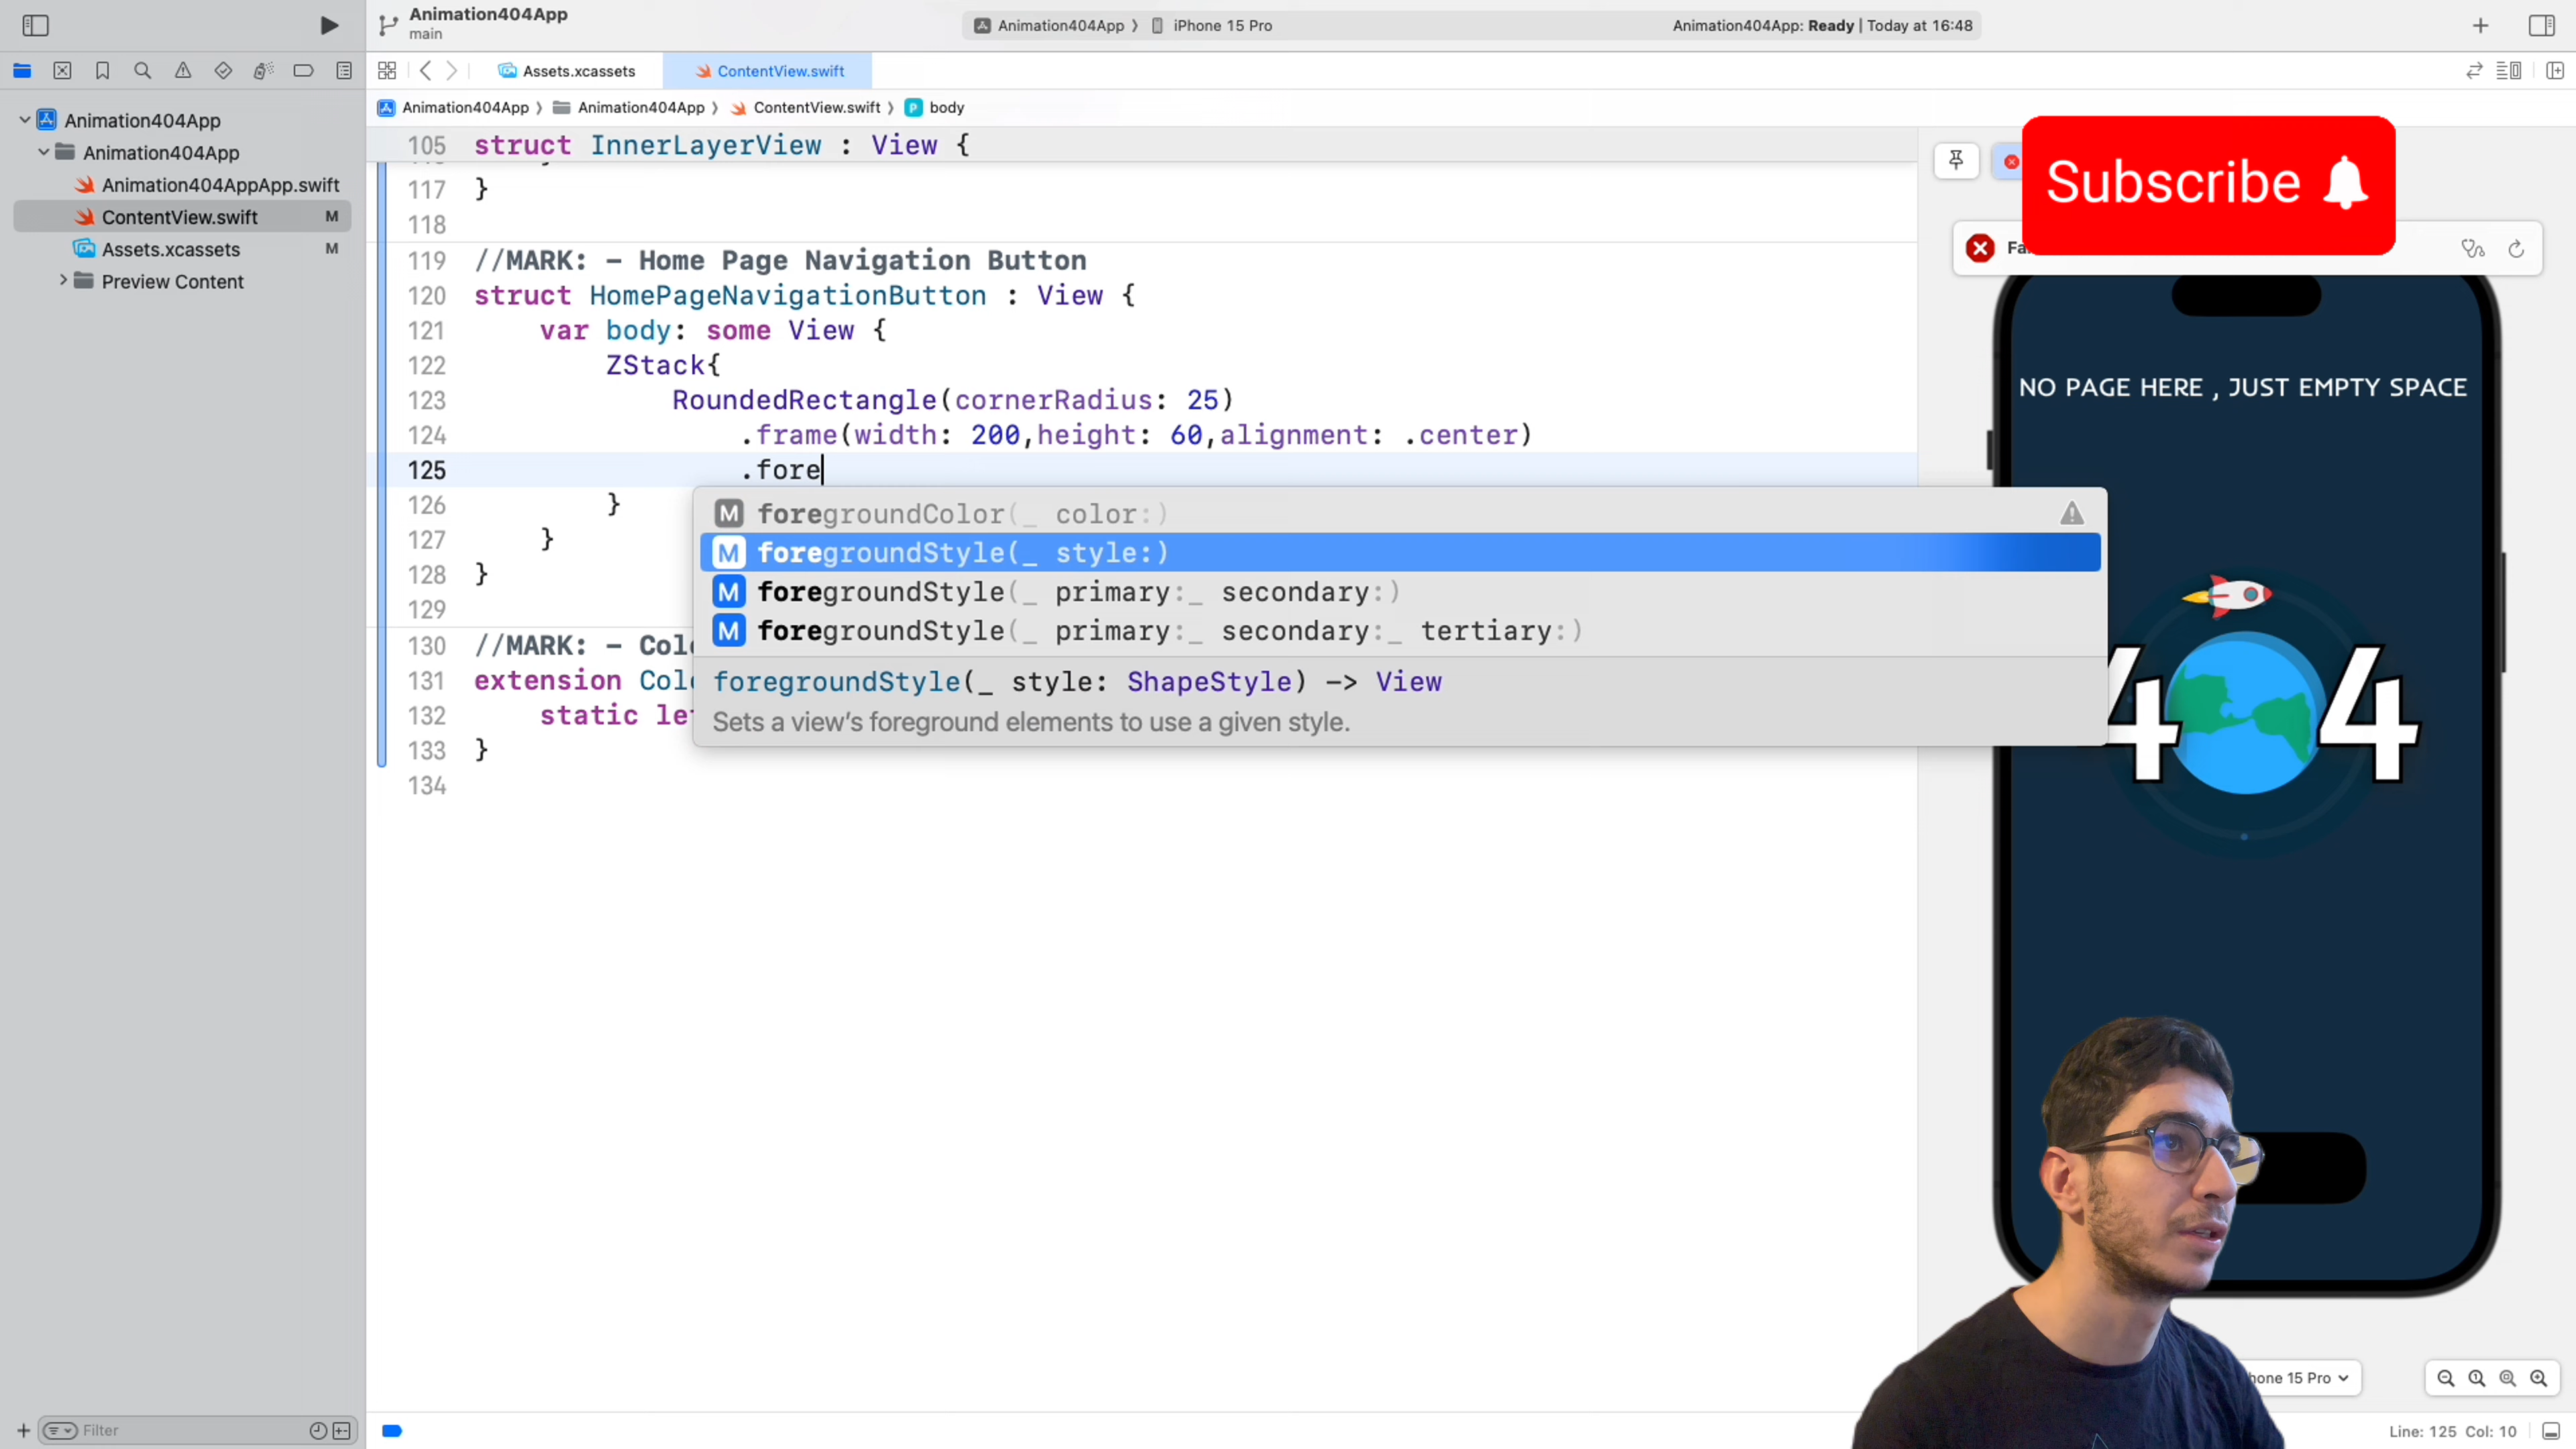 Animation404App
main
Animation404App 〉 iPhone 15 Pro
Animation404App: Ready | Today at 16:48
Assets.xcassets
ContentView.swift
Animation404App 〉 Animation404App 〉 ContentView.swift 〉 body
Animation404App
Animation404App
Animation404AppApp.swift
ContentView.swift M
Assets.xcassets M
Preview Content
105 struct InnerLayerView : View {
117 }
118
119 //MARK: - Home Page Navigation Button
120 struct HomePageNavigationButton : View {
121 var body: some View {
122 ZStack{
123 RoundedRectangle(cornerRadius: 25)
124 .frame(width: 200,height: 60,alignment: .center)
125 .fore
126 }
127 }
128 }
129
130 //MARK: - Col
131 extension Col
132 static le
133 }
134
M foregroundColor(_ color:)
M foregroundStyle(_ style:)
M foregroundStyle(_ primary:_ secondary:)
M foregroundStyle(_ primary:_ secondary:_ tertiary:)
foregroundStyle(_ style: ShapeStyle) -> View
Sets a view's foreground elements to use a given style.
Subscribe
Fa
NO PAGE HERE , JUST EMPTY SPACE
4 4
hone 15 Pro
Filter
Line: 125 Col: 10